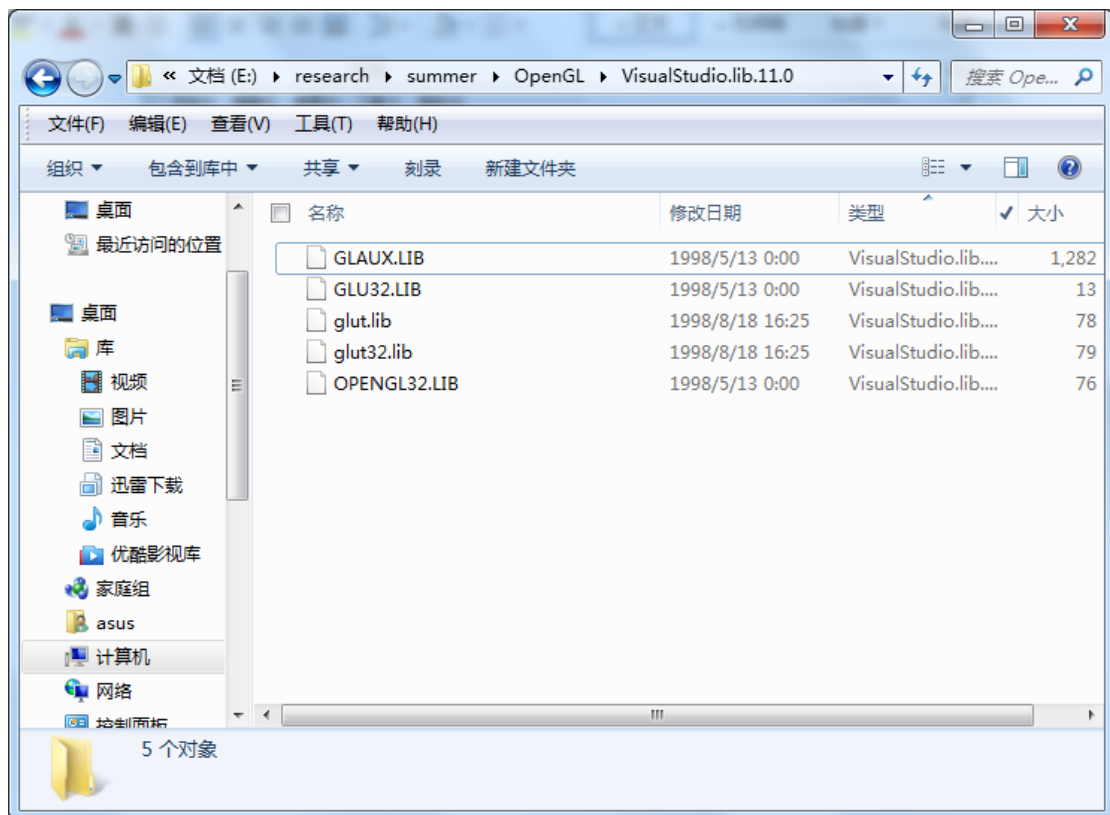 « 文档 (E:) ▸ research ▸ summer ▸ OpenGL ▸ VisualStudio.lib.11.0
搜索 Ope...
文件(F) 编辑(E) 查看(V) 工具(T) 帮助(H)
组织 包含到库中 共享 刻录 新建文件夹
桌面
最近访问的位置
桌面
库
视频
图片
文档
迅雷下载
音乐
优酷影视库
家庭组
asus
计算机
网络
控制面板
名称 修改日期 类型 大小
GLAUX.LIB 1998/5/13 0:00 VisualStudio.lib.... 1,282
GLU32.LIB 1998/5/13 0:00 VisualStudio.lib.... 13
glut.lib 1998/8/18 16:25 VisualStudio.lib.... 78
glut32.lib 1998/8/18 16:25 VisualStudio.lib.... 79
OPENGL32.LIB 1998/5/13 0:00 VisualStudio.lib.... 76
5 个对象